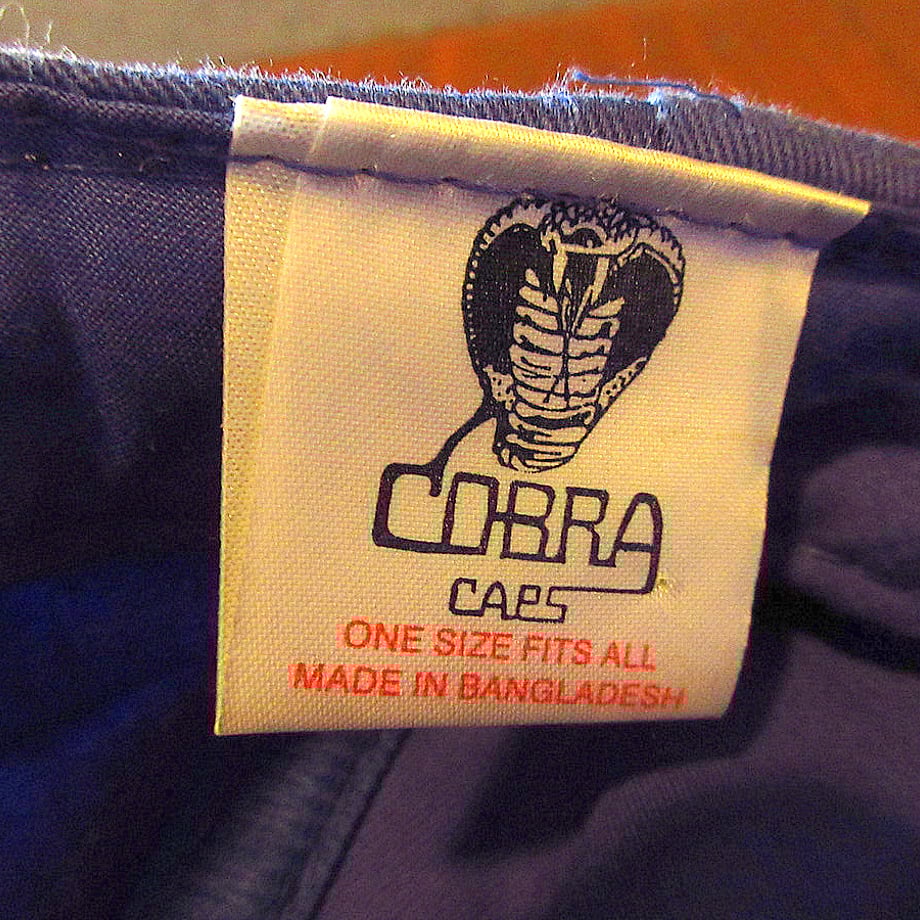 COBRA
CAPS
ONE SIZE FITS ALL
MADE IN BANGLADESH